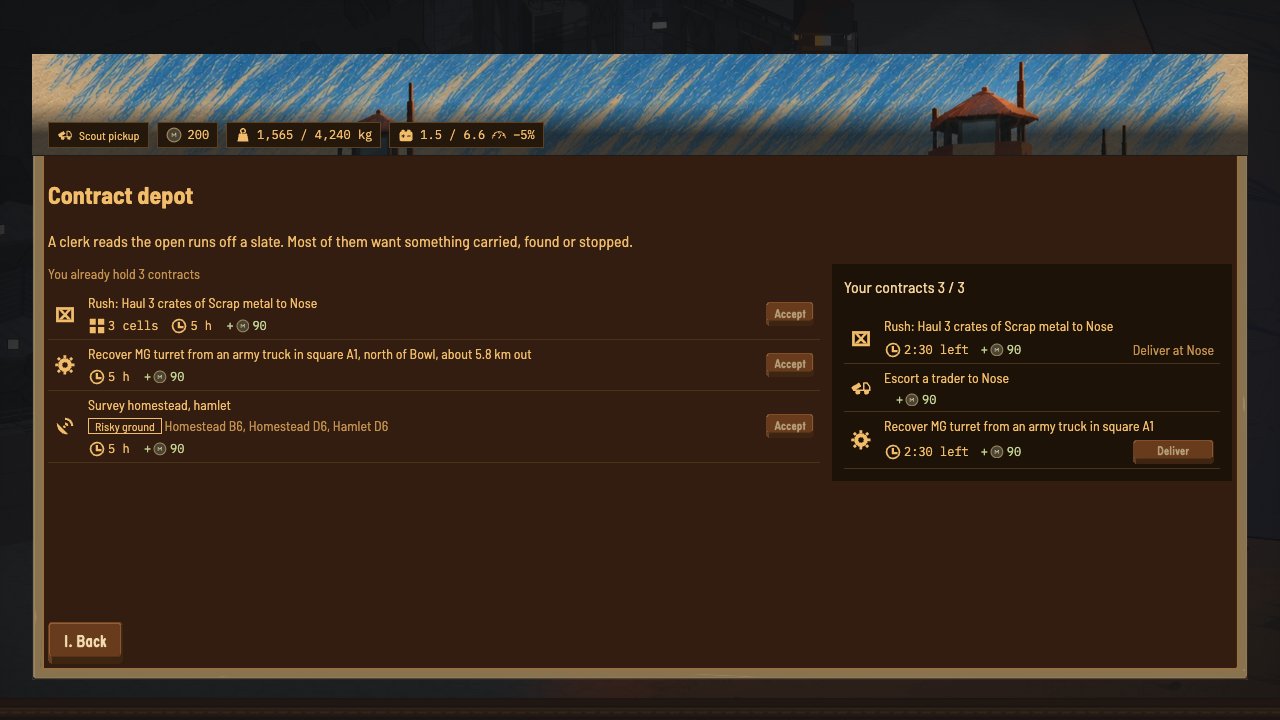 Scout pickup
M 200
1,565 / 4,240 kg
1.5 / 6.6 -5%
Contract depot
A clerk reads the open runs off a slate. Most of them want something carried, found or stopped.
You already hold 3 contracts
Rush: Haul 3 crates of Scrap metal to Nose
3 cells 5 h + M 90
Accept
Recover MG turret from an army truck in square A1, north of Bowl, about 5.8 km out
5 h + M 90
Accept
Survey homestead, hamlet
Risky ground Homestead B6, Homestead D6, Hamlet D6
5 h + M 90
Accept
Your contracts 3 / 3
Rush: Haul 3 crates of Scrap metal to Nose
2:30 left + M 90 Deliver at Nose
Escort a trader to Nose
+ M 90
Recover MG turret from an army truck in square A1
2:30 left + M 90 Deliver
1. Back